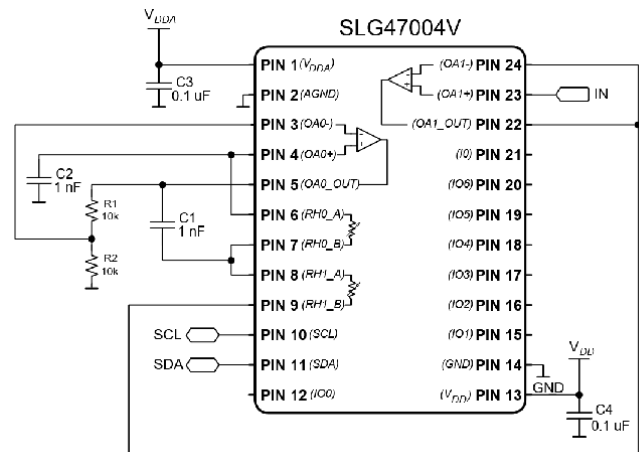 SLG47004V
VDDA
C3
0.1 uF
PIN 1 (VDDA)
PIN 2 (AGND)
PIN 3 (OA0-)
PIN 4 (OA0+)
PIN 5 (OA0_OUT)
PIN 6 (RH0_A)
PIN 7 (RH0_B)
PIN 8 (RH1_A)
PIN 9 (RH1_B)
PIN 10 (SCL)
PIN 11 (SDA)
PIN 12 (IO0)
C2
1 nF
R1
10k
C1
1 nF
R2
10k
SCL
SDA
(OA1-) PIN 24
(OA1+) PIN 23
IN
(OA1_OUT) PIN 22
(I0) PIN 21
(IO6) PIN 20
(IO5) PIN 19
(IO4) PIN 18
(IO3) PIN 17
(IO2) PIN 16
(IO1) PIN 15
(GND) PIN 14
GND
(VDD) PIN 13
VDD
C4
0.1 uF